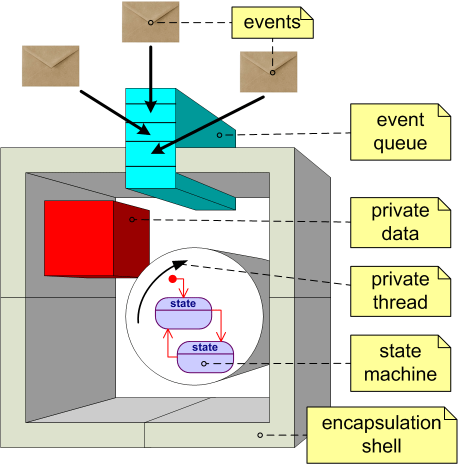 events
event
queue
private
data
private
thread
state
state
state
machine
encapsulation
shell